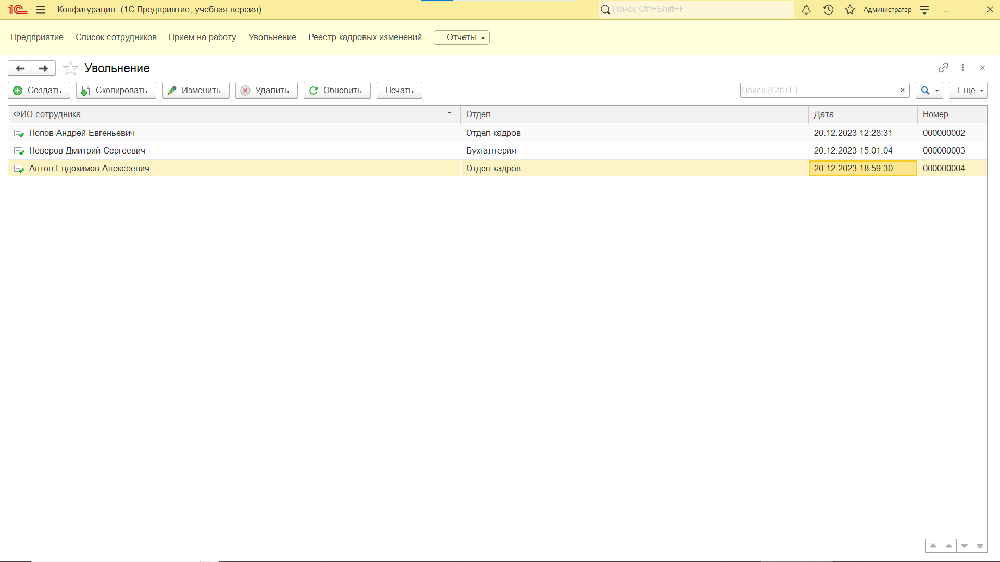 1С Конфигурация (1С:Предприятие, учебная версия) Поиск Ctrl+Shift+F Администратор
Предприятие Список сотрудников Прием на работу Увольнение Реестр кадровых изменений Отчеты
Увольнение
Создать Скопировать Изменить Удалить Обновить Печать Поиск (Ctrl+F) Еще
ФИО сотрудника Отдел Дата Номер
Попов Андрей Евгеньевич Отдел кадров 20.12.2023 12:28:31 000000002
Неверов Дмитрий Сергеевич Бухгалтерия 20.12.2023 15:01:04 000000003
Антон Евдокимов Алексеевич Отдел кадров 20.12.2023 18:59:30 000000004